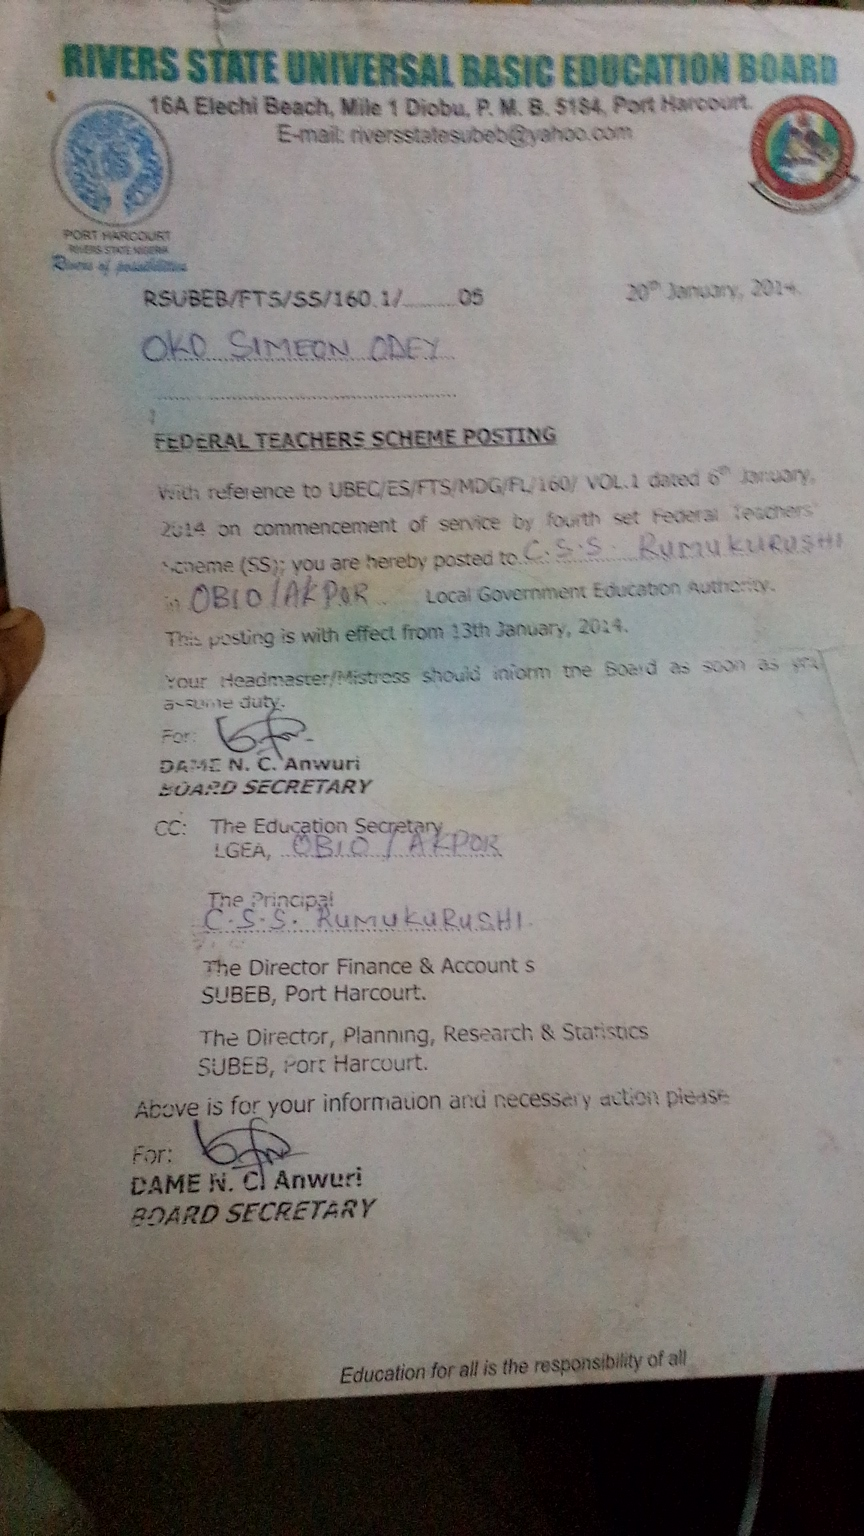 RIVERS STATE UNIVERSAL BASIC EDUCATION BOARD
16A Elechi Beach, Mile 1 Diobu, P. M. B. 5184, Port Harcourt.
E-mail: riversstatesubeb@yahoo.com
PORT HARCOURT
RIVERS STATE NIGERIA
Rivers of possibilities
RSUBEB/FTS/SS/160.1/..........05
20th January, 2014.
OKO SIMEON ODEY
FEDERAL TEACHERS SCHEME POSTING
With reference to UBEC/ES/FTS/MDG/FL/160/ VOL.1 dated 6th January,
2014 on commencement of service by fourth set Federal Teachers'
Scheme (SS); you are hereby posted to C.S.S. RUMUKURUSHI
in OBIO/AKPOR Local Government Education Authority.
This posting is with effect from 13th January, 2014.
Your Headmaster/Mistress should inform the Board as soon as you
assume duty.
For:
DAME N. C. Anwuri
BOARD SECRETARY
CC: The Education Secretary
LGEA, OBIO / AKPOR
The Principal
C.S.S. RUMUKURUSHI.
The Director Finance & Account s
SUBEB, Port Harcourt.
The Director, Planning, Research & Statistics
SUBEB, Port Harcourt.
Above is for your information and necessary action please
For:
DAME N. C Anwuri
BOARD SECRETARY
Education for all is the responsibility of all